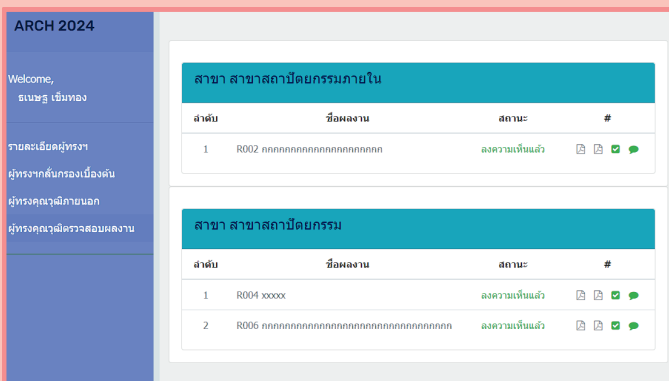 ARCH 2024
Welcome,
ธเนษฐ เข็มทอง
รายละเอียดผู้ทรงฯ
ผู้ทรงฯกลั่นกรองเบื้องต้น
ผู้ทรงคุณวุฒิภายนอก
ผู้ทรงคุณวุฒิตรวจสอบผลงาน
สาขา สาขาสถาปัตยกรรมภายใน
ลำดับ ชื่อผลงาน สถานะ #
1 R002 กกกกกกกกกกกกกกกกกกกกก ลงความเห็นแล้ว
สาขา สาขาสถาปัตยกรรม
ลำดับ ชื่อผลงาน สถานะ #
1 R004 xxxxx ลงความเห็นแล้ว
2 R006 กกกกกกกกกกกกกกกกกกกกกกกกกกกกกกกกก ลงความเห็นแล้ว